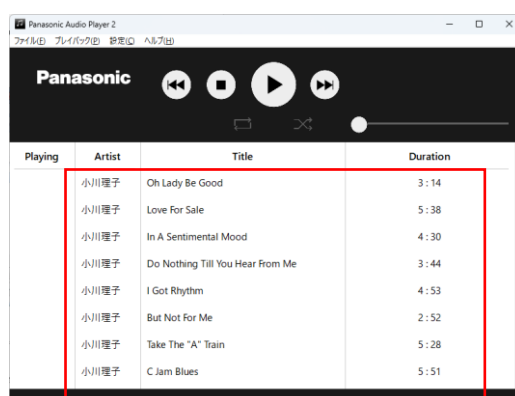 Panasonic Audio Player 2
ファイル(F) プレイバック(P) 設定(C) ヘルプ(H)
Panasonic
Playing Artist Title Duration
小川理子 Oh Lady Be Good 3 : 14
小川理子 Love For Sale 5 : 38
小川理子 In A Sentimental Mood 4 : 30
小川理子 Do Nothing Till You Hear From Me 3 : 44
小川理子 I Got Rhythm 4 : 53
小川理子 But Not For Me 2 : 52
小川理子 Take The "A" Train 5 : 28
小川理子 C Jam Blues 5 : 51